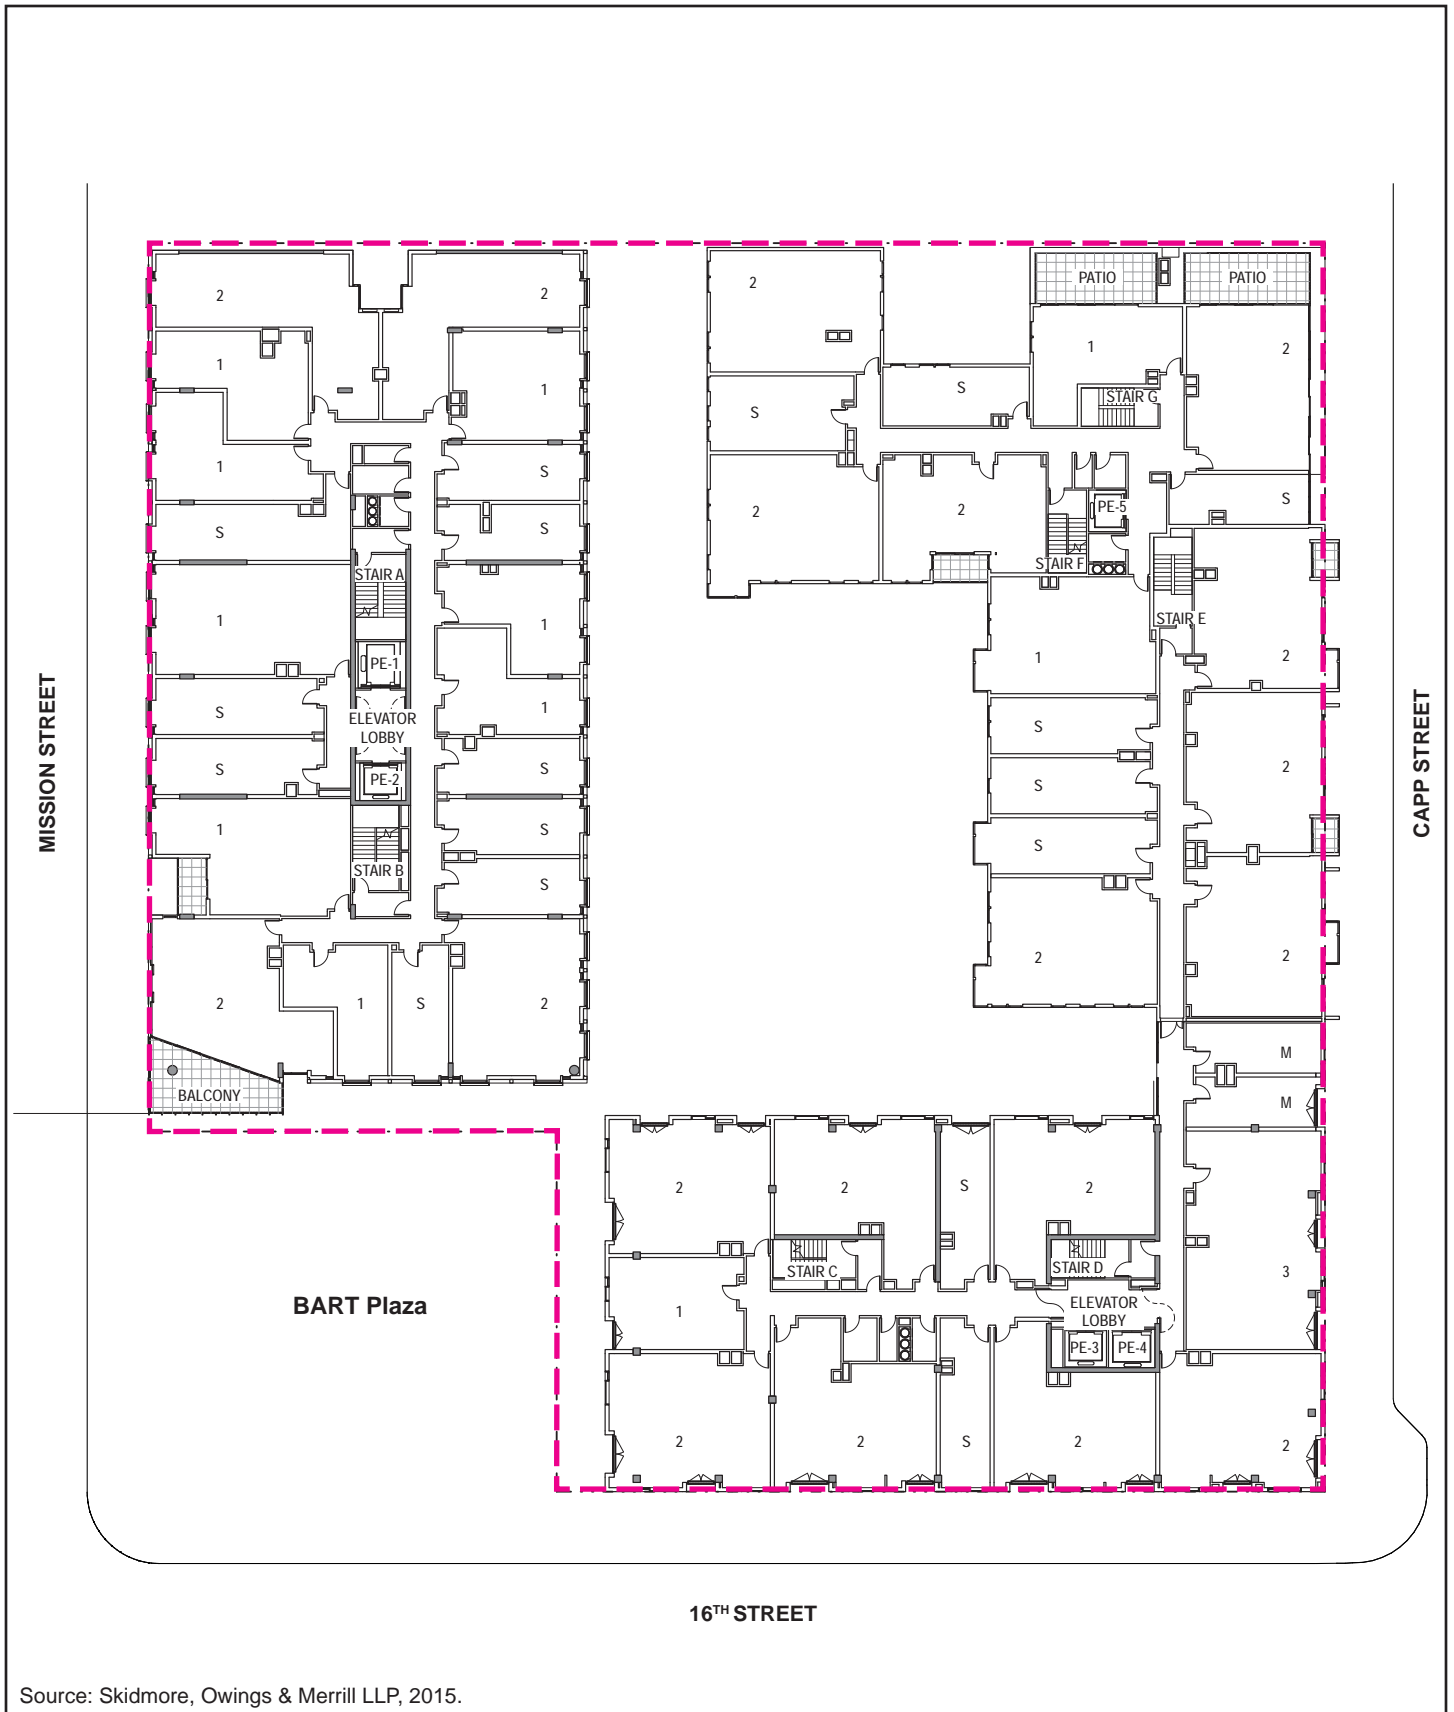 PATIO
PATIO
2
2
2
1
2
1
1
S
STAIR G
S
1
S
S
2
2
PE-5
S
S
S
STAIR A
STAIR F
1
1
STAIR E
PE-1
1
2
S
1
ELEVATOR
LOBBY
S
S
S
2
PE-2
S
1
S
S
STAIR B
S
2
2
2
1
S
2
M
BALCONY
M
2
2
S
2
STAIR C
STAIR D
3
1
ELEVATOR
LOBBY
PE-3
PE-4
2
2
S
2
2
MISSION STREET
CAPP STREET
BART Plaza
16TH STREET
Source: Skidmore, Owings & Merrill LLP, 2015.